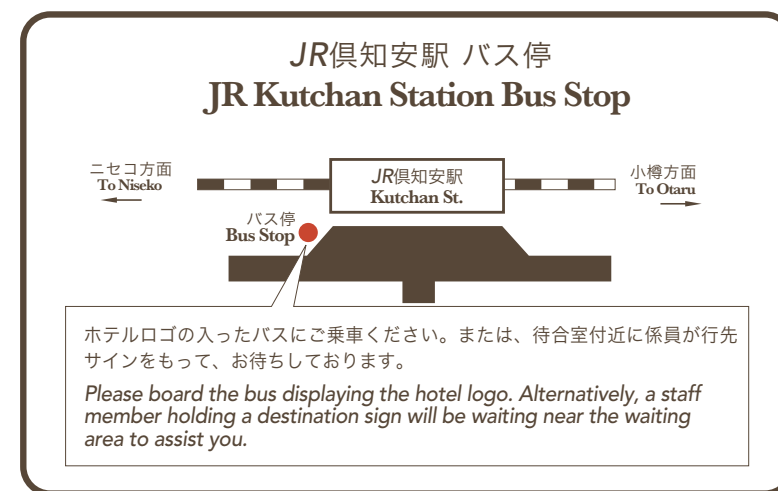 JR倶知安駅 バス停
JR Kutchan Station Bus Stop
ニセコ方面
To Niseko
JR倶知安駅
Kutchan St.
小樽方面
To Otaru
バス停
Bus Stop
ホテルロゴの入ったバスにご乗車ください。または、待合室付近に係員が行先
サインをもって、お待ちしております。
Please board the bus displaying the hotel logo. Alternatively, a staff
member holding a destination sign will be waiting near the waiting
area to assist you.